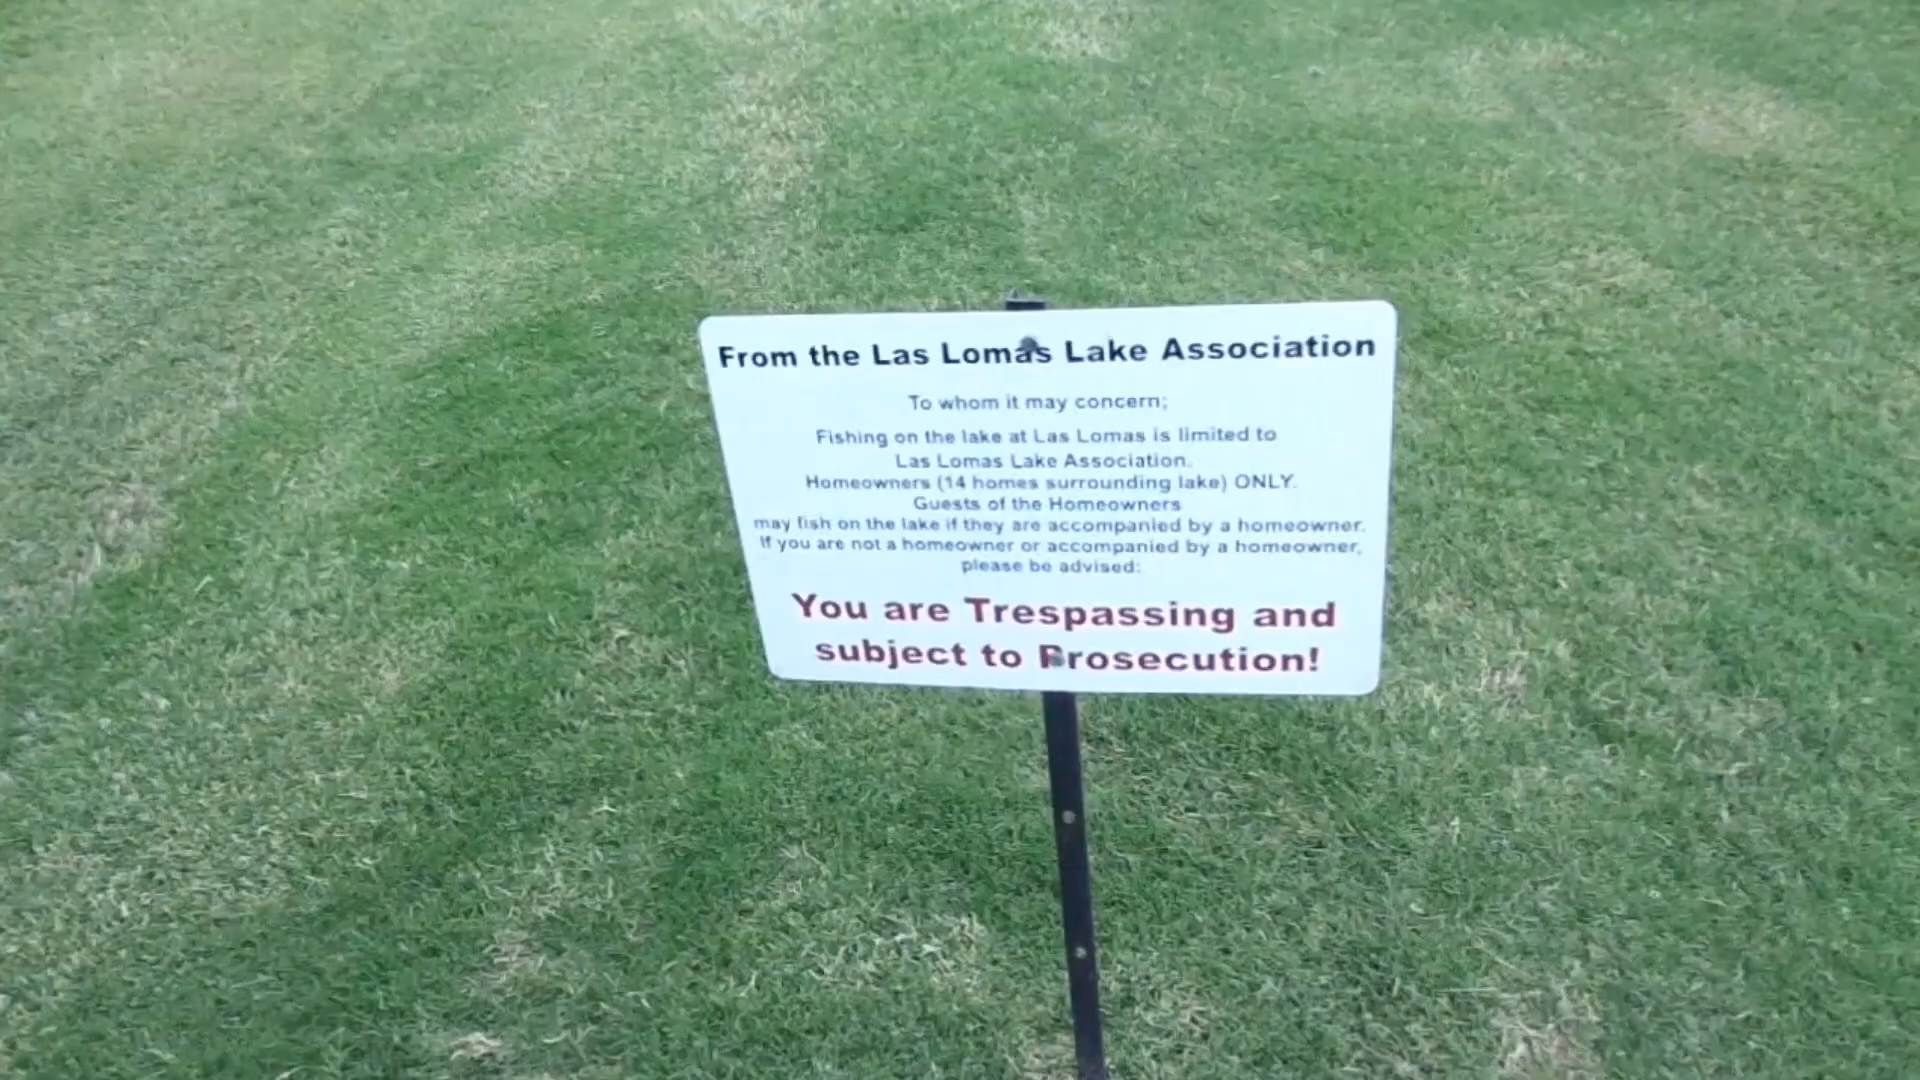 From the Las Lomas Lake Association
To whom it may concern;
Fishing on the lake at Las Lomas is limited to
Las Lomas Lake Association.
Homeowners (14 homes surrounding lake) ONLY.
Guests of the Homeowners
may fish on the lake if they are accompanied by a homeowner.
If you are not a homeowner or accompanied by a homeowner,
please be advised:
You are Trespassing and
subject to Prosecution!